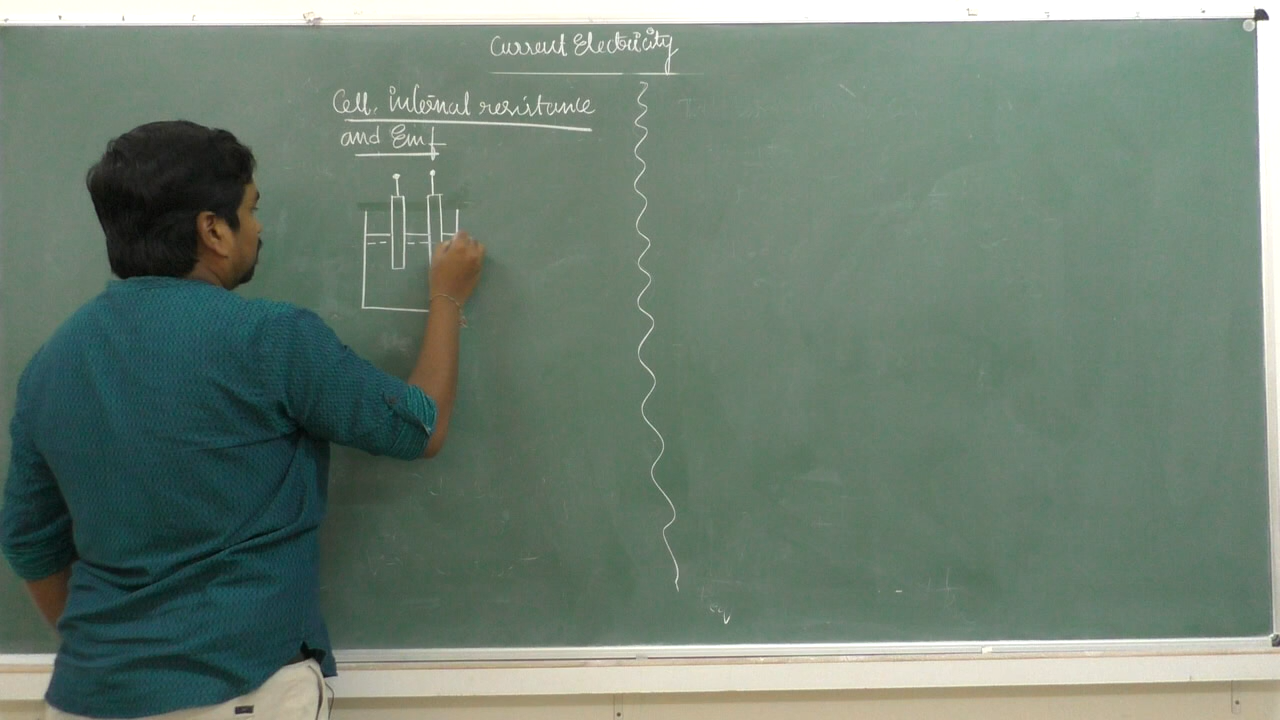 Current Electricity
Cell, internal resistance
and Emf